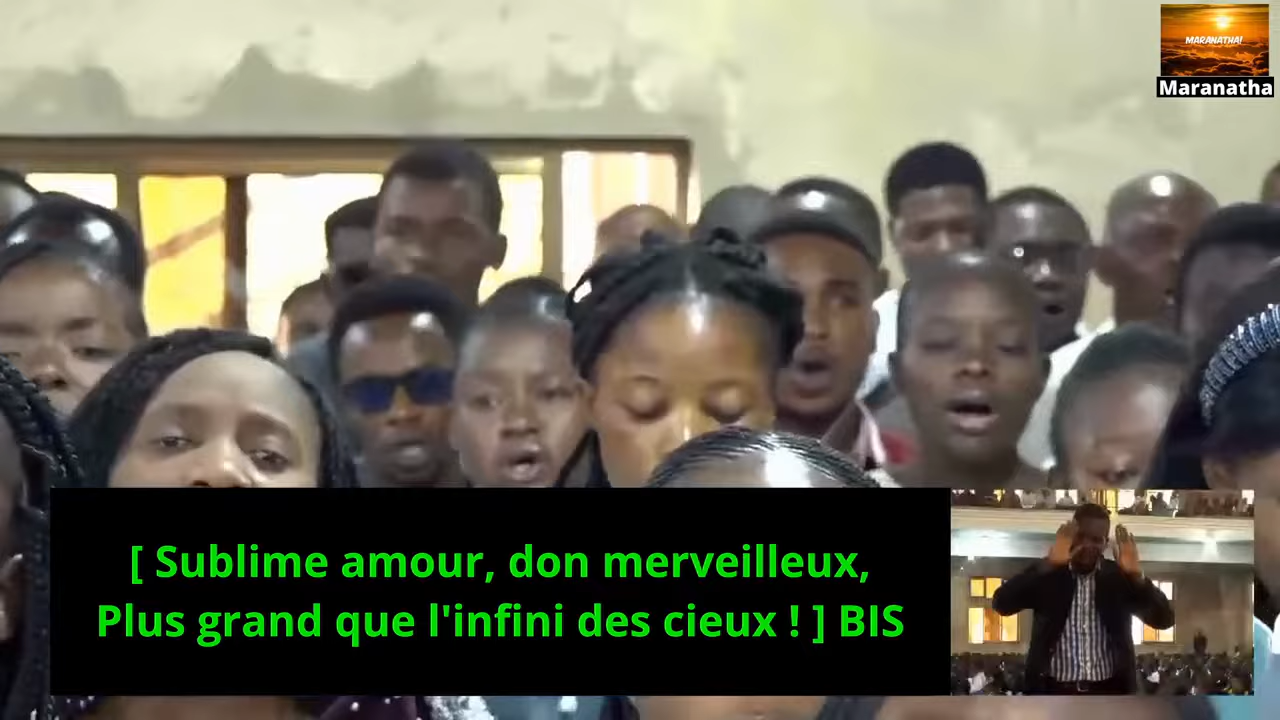 MARANATHA!
Maranatha
[ Sublime amour, don merveilleux,
Plus grand que l'infini des cieux ! ] BIS